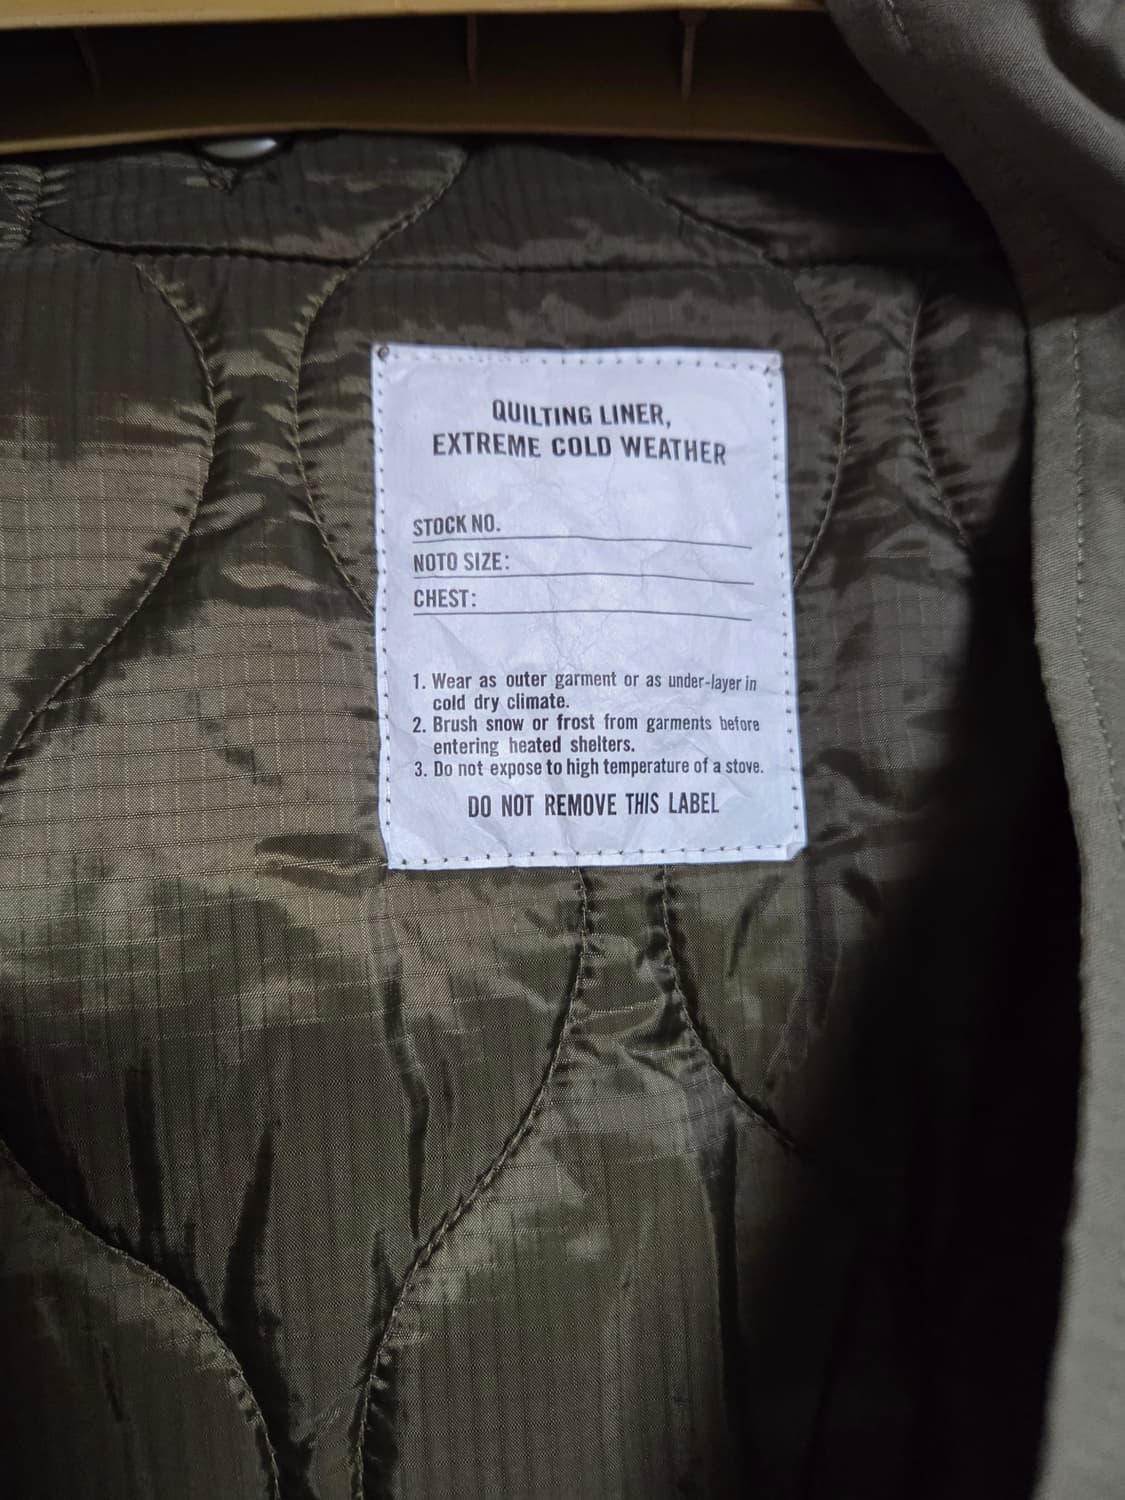 QUILTING LINER,
EXTREME COLD WEATHER
STOCK NO.
NOTO SIZE:
CHEST:
1. Wear as outer garment or as under-layer in
cold dry climate.
2. Brush snow or frost from garments before
entering heated shelters.
3. Do not expose to high temperature of a stove.
DO NOT REMOVE THIS LABEL